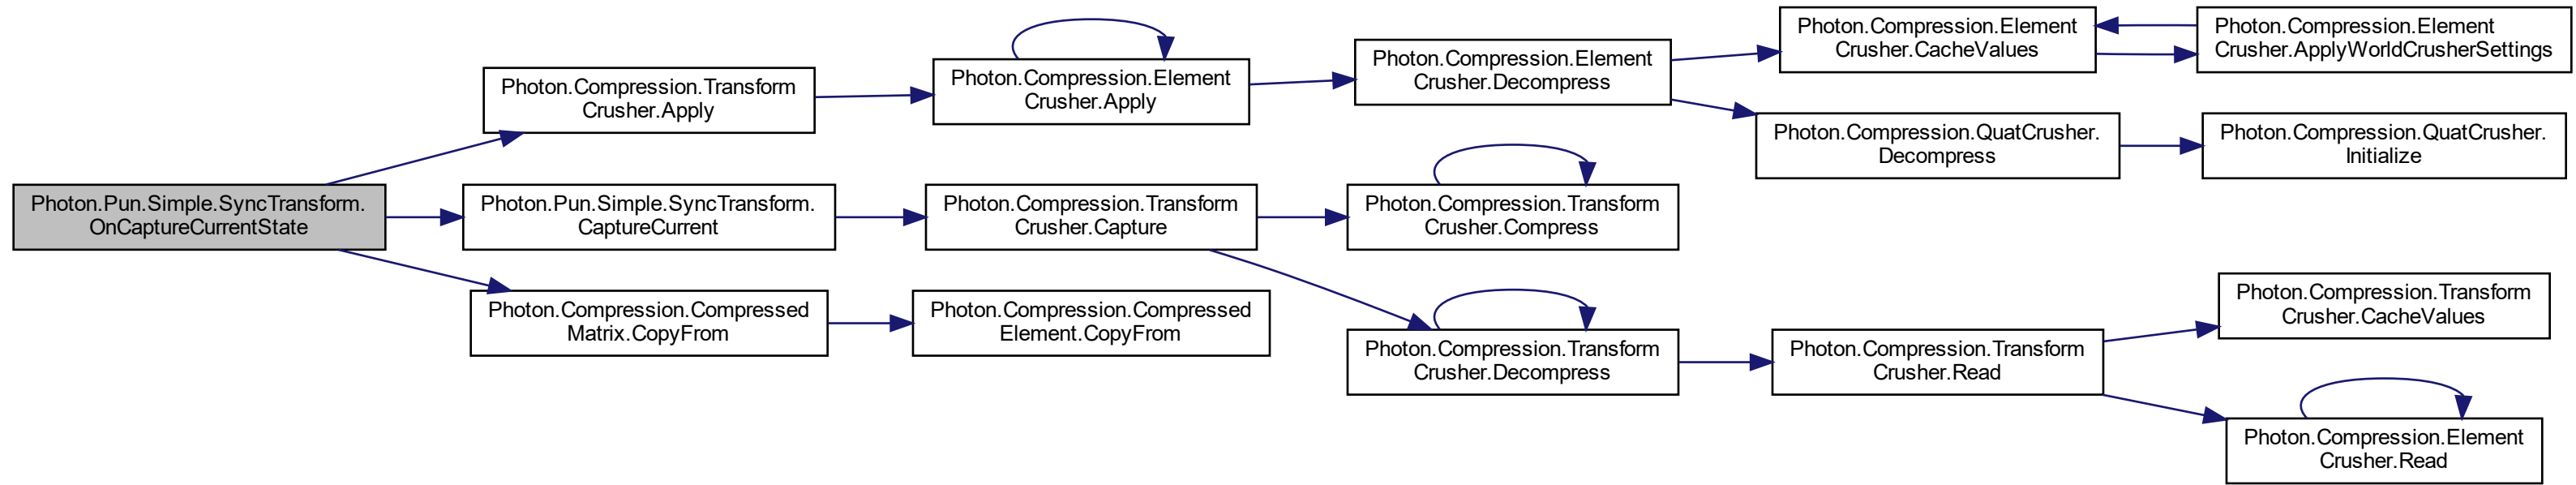 Photon.Pun.Simple.SyncTransform.
OnCaptureCurrentState
Photon.Compression.Transform
Crusher.Apply
Photon.Compression.Element
Crusher.Apply
Photon.Compression.Element
Crusher.Decompress
Photon.Compression.Element
Crusher.CacheValues
Photon.Compression.Element
Crusher.ApplyWorldCrusherSettings
Photon.Compression.QuatCrusher.
Decompress
Photon.Compression.QuatCrusher.
Initialize
Photon.Pun.Simple.SyncTransform.
CaptureCurrent
Photon.Compression.Transform
Crusher.Capture
Photon.Compression.Transform
Crusher.Compress
Photon.Compression.Transform
Crusher.Decompress
Photon.Compression.Transform
Crusher.Read
Photon.Compression.Transform
Crusher.CacheValues
Photon.Compression.Element
Crusher.Read
Photon.Compression.Compressed
Matrix.CopyFrom
Photon.Compression.Compressed
Element.CopyFrom